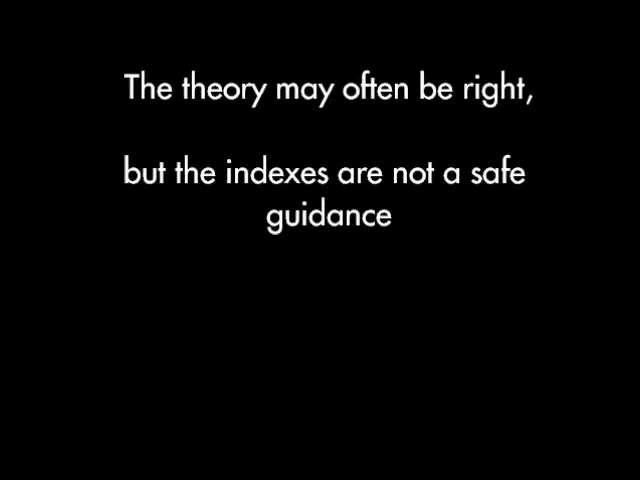 The theory may often be right,
but the indexes are not a safe
guidance